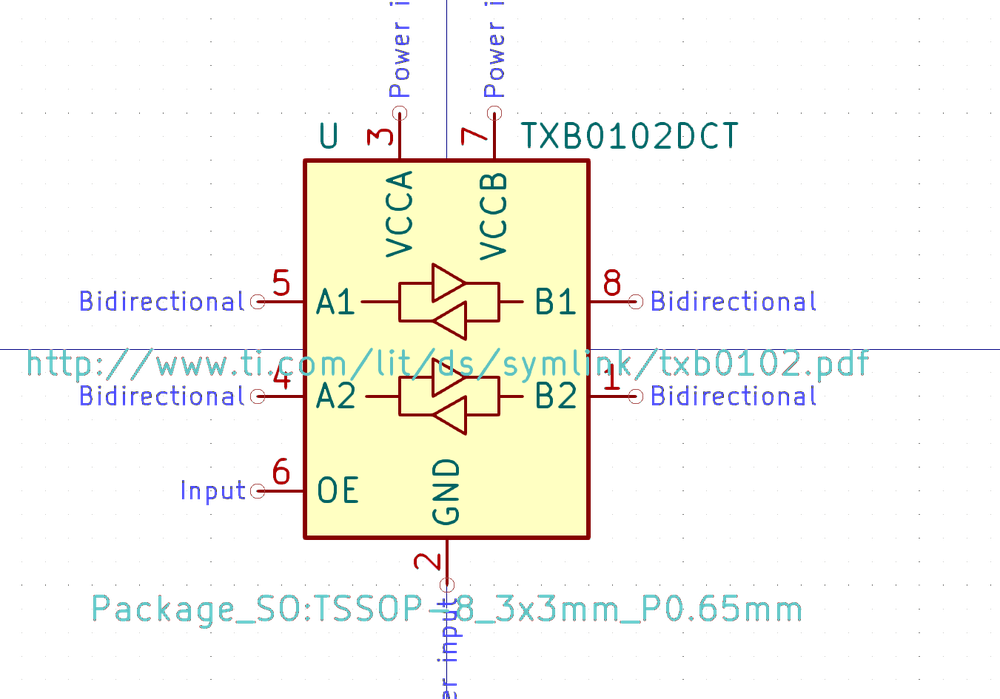 Power i
Power i
U
3
7
TXB0102DCT
VCCA
VCCB
Bidirectional
5
A1
B1
8
Bidirectional
http://www.ti.com/lit/ds/symlink/txb0102.pdf
Bidirectional
4
A2
B2
1
Bidirectional
Input
6
OE
GND
2
Package_SO:TSSOP-8_3x3mm_P0.65mm
er input